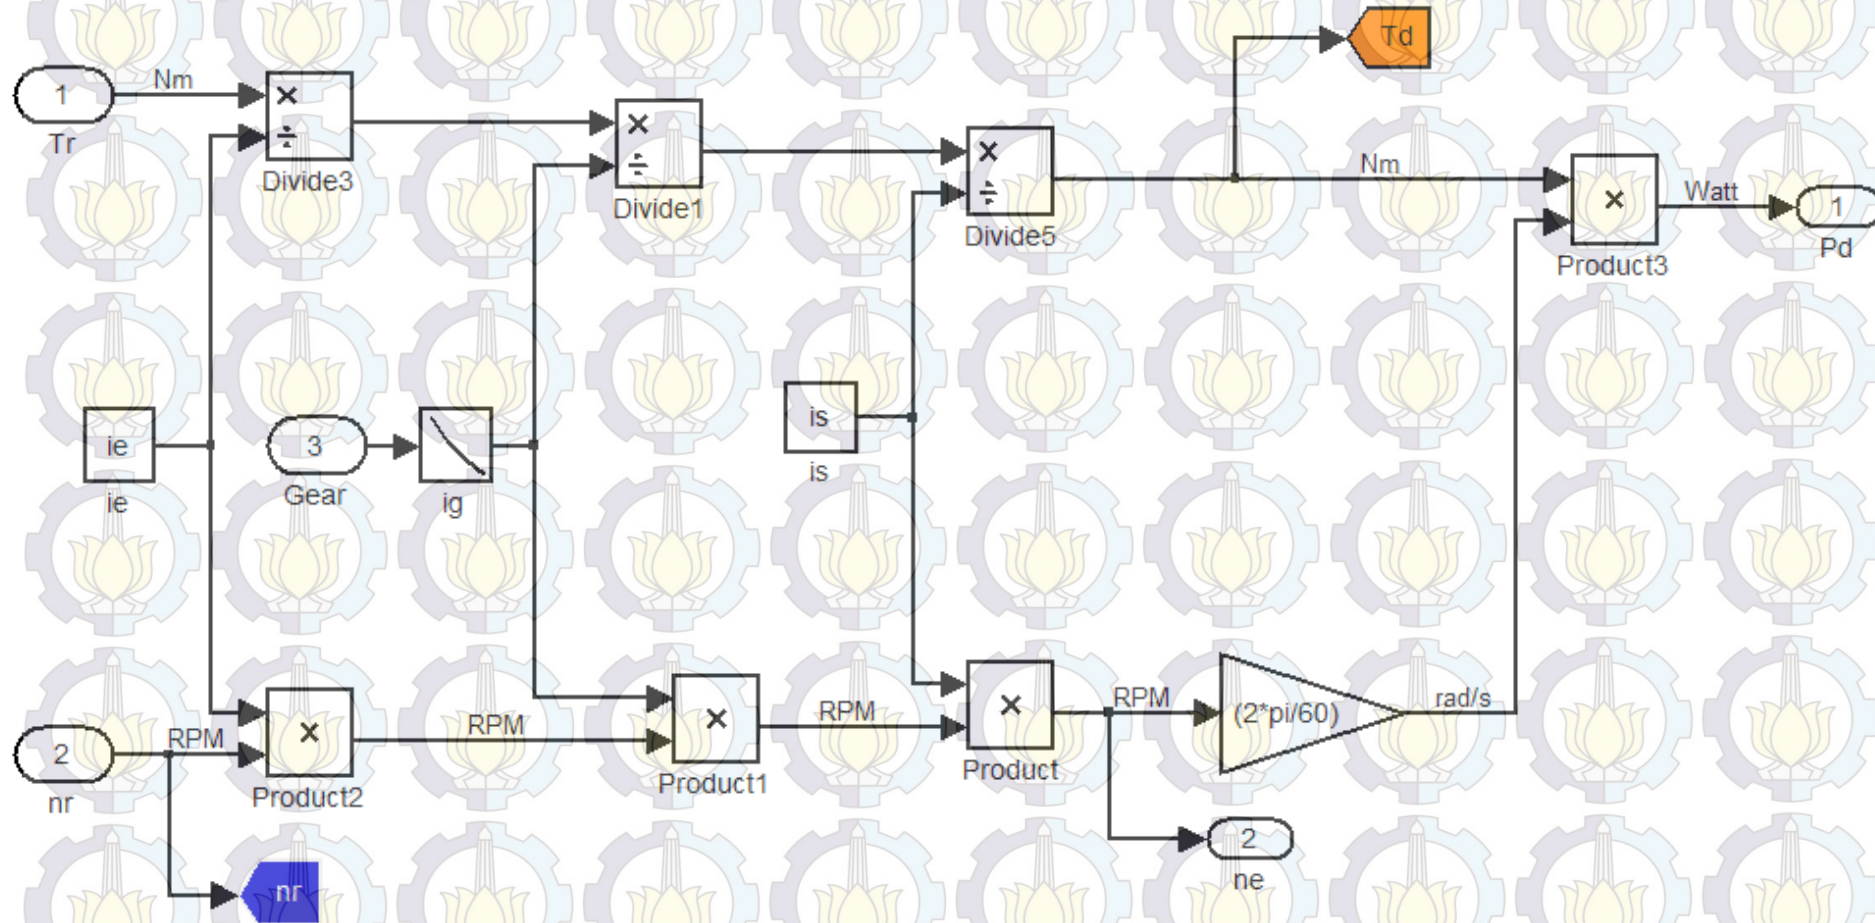 Td
1
Nm
Tr
×
÷
Divide3
×
÷
Divide1
×
÷
Divide5
Nm
×
Product3
Watt
1
Pd
ie
ie
3
Gear
ig
is
is
2
nr
RPM
×
Product2
RPM
×
Product1
RPM
×
Product
RPM
(2*pi/60)
rad/s
2
ne
nr